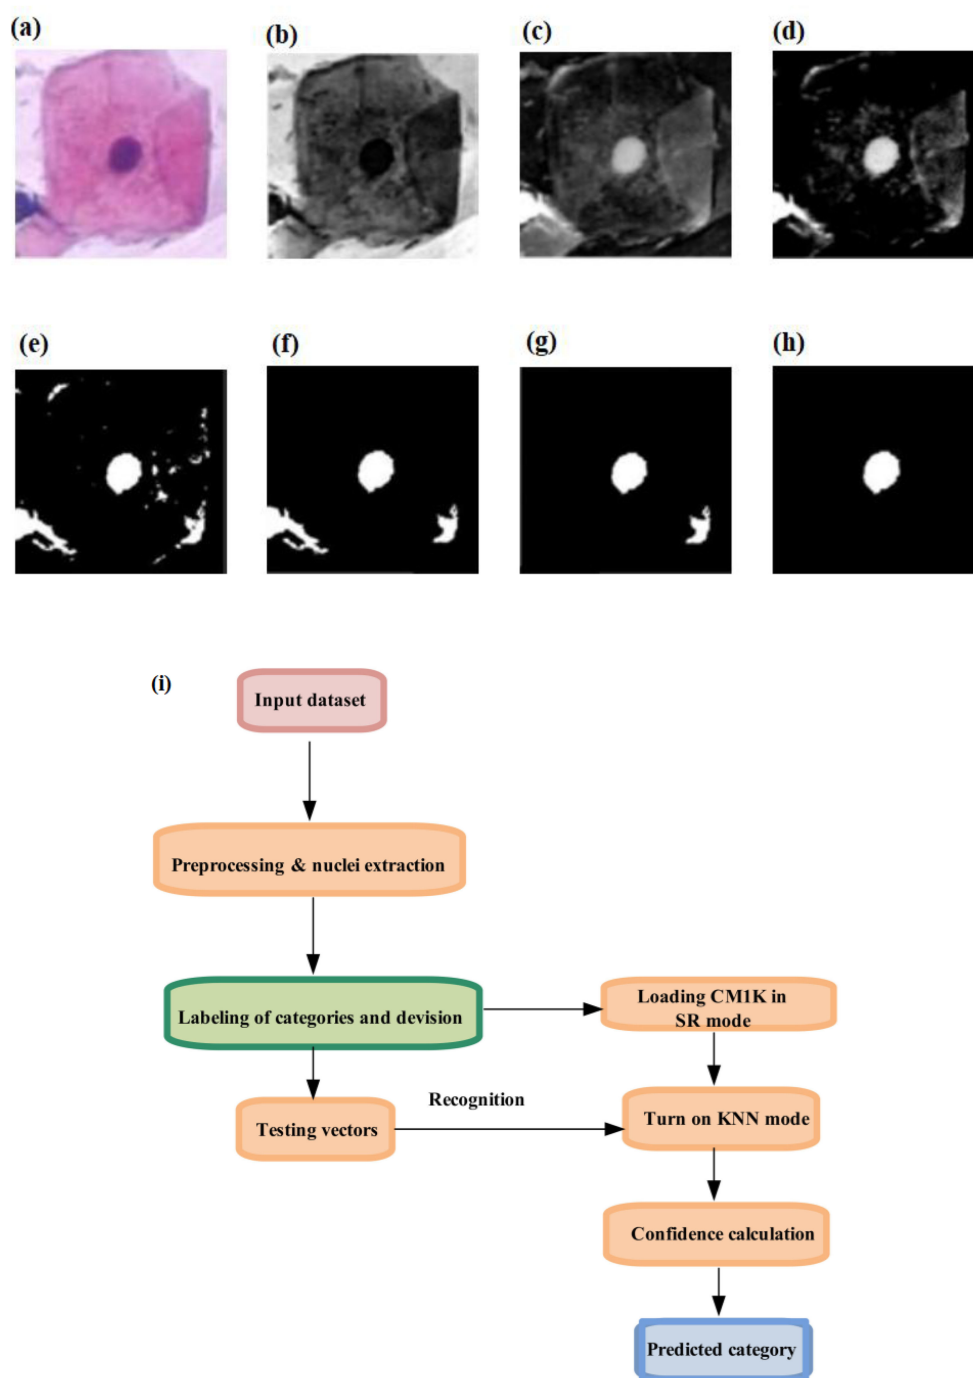 (a)
(b)
(c)
(d)
(e)
(f)
(g)
(h)
(i)
Input dataset
Preprocessing & nuclei extraction
Labeling of categories and devision
Loading CM1K in
SR mode
Recognition
Testing vectors
Turn on KNN mode
Confidence calculation
Predicted category